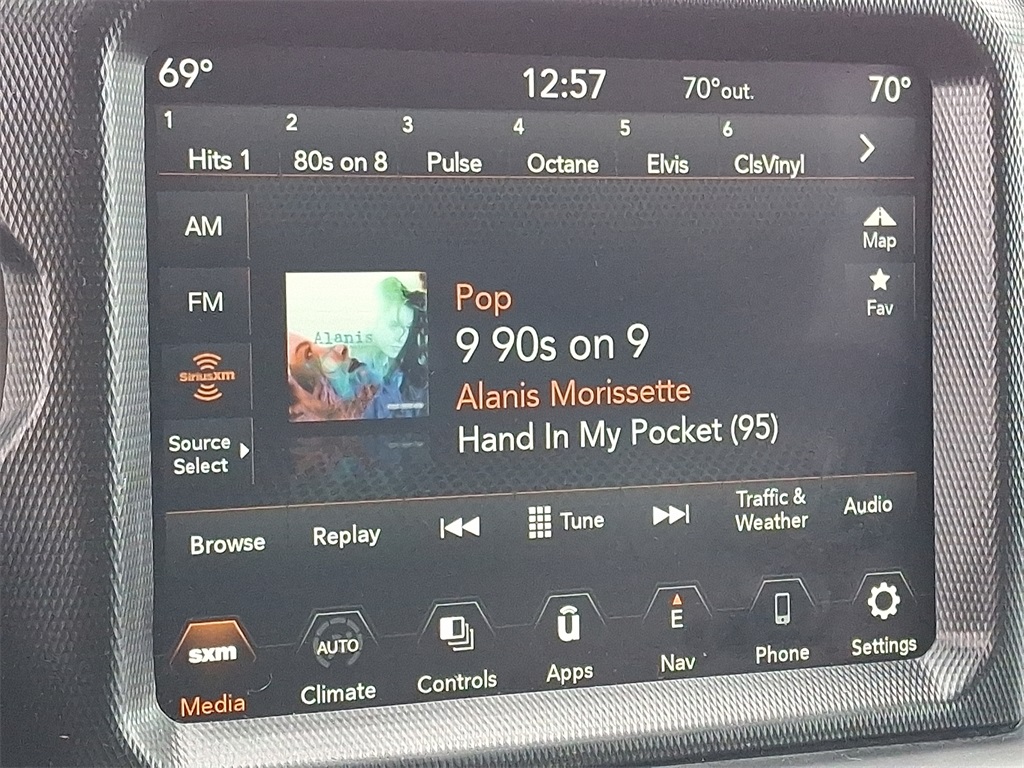 69° 12:57 70°out. 70°
1 2 3 4 5 6
Hits 1 80s on 8 Pulse Octane Elvis ClsVinyl
AM
Map
FM
Fav
SiriusXM
Source
Select
Alanis
Pop
9 90s on 9
Alanis Morissette
Hand In My Pocket (95)
Browse Replay Tune
Traffic &
Weather
Audio
sxm AUTO E
Media Climate Controls Apps Nav Phone Settings